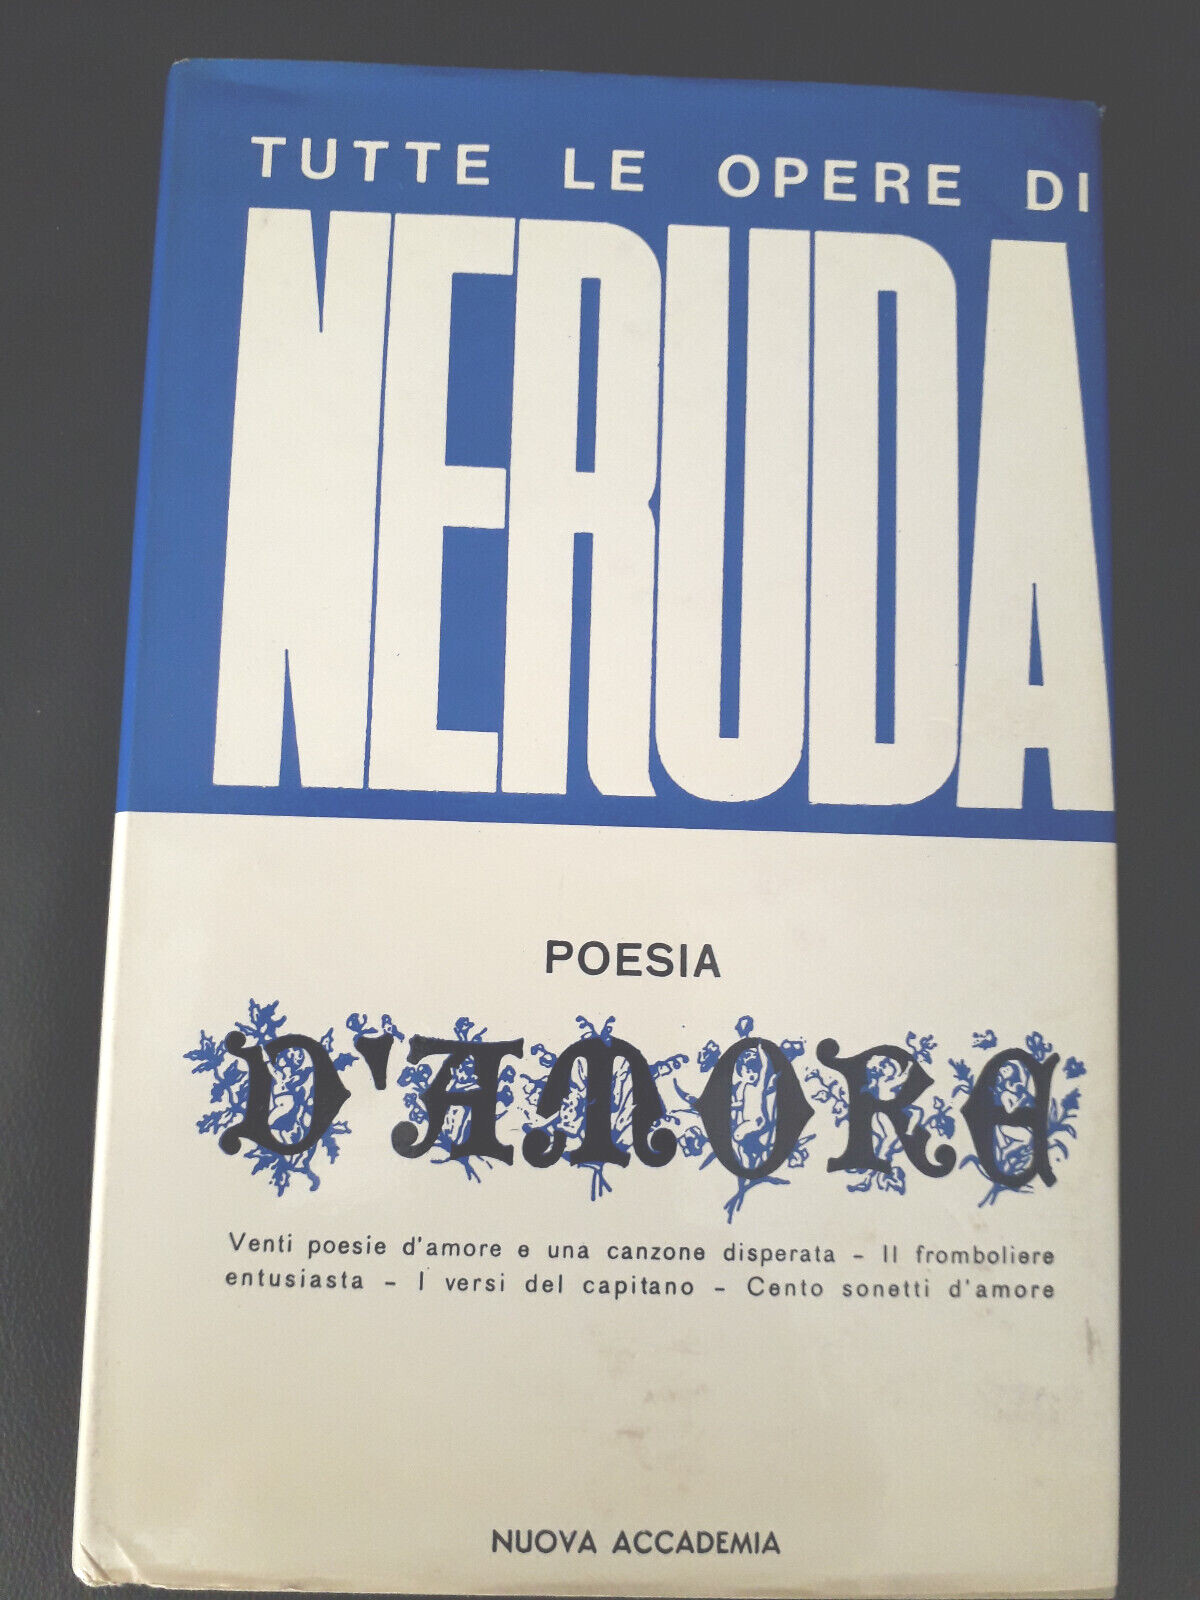 TUTTE LE OPERE DI
NERUDA
POESIA
D'AMORE
Venti poesie d'amore e una canzone disperata – Il fromboliere
entusiasta – I versi del capitano – Cento sonetti d'amore
NUOVA ACCADEMIA